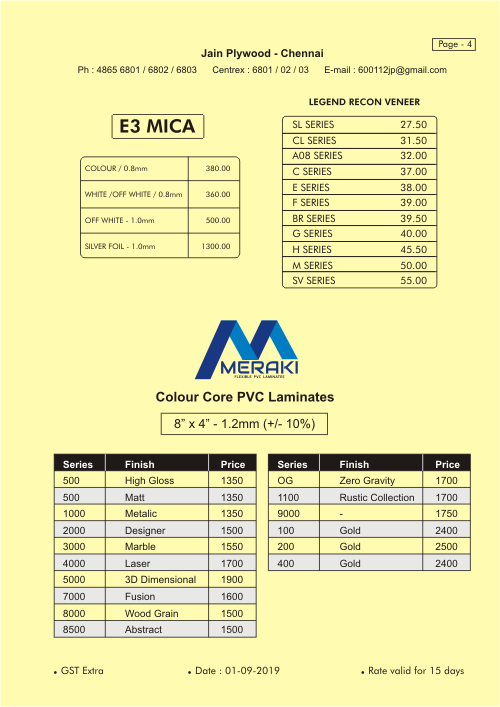 Page - 4
Jain Plywood - Chennai
Ph : 4865 6801 / 6802 / 6803 Centrex : 6801 / 02 / 03 E-mail : 600112jp@gmail.com
E3 MICA
COLOUR / 0.8mm 380.00
WHITE /OFF WHITE / 0.8mm 360.00
OFF WHITE - 1.0mm 500.00
SILVER FOIL - 1.0mm 1300.00
LEGEND RECON VENEER
SL SERIES 27.50
CL SERIES 31.50
A08 SERIES 32.00
C SERIES 37.00
E SERIES 38.00
F SERIES 39.00
BR SERIES 39.50
G SERIES 40.00
H SERIES 45.50
M SERIES 50.00
SV SERIES 55.00
MERAKI
FLEXIBLE PVC LAMINATES
Colour Core PVC Laminates
8” x 4” - 1.2mm (+/- 10%)
Series Finish Price
500 High Gloss 1350
500 Matt 1350
1000 Metalic 1350
2000 Designer 1500
3000 Marble 1550
4000 Laser 1700
5000 3D Dimensional 1900
7000 Fusion 1600
8000 Wood Grain 1500
8500 Abstract 1500
Series Finish Price
OG Zero Gravity 1700
1100 Rustic Collection 1700
9000 - 1750
100 Gold 2400
200 Gold 2500
400 Gold 2400
• GST Extra • Date : 01-09-2019 • Rate valid for 15 days